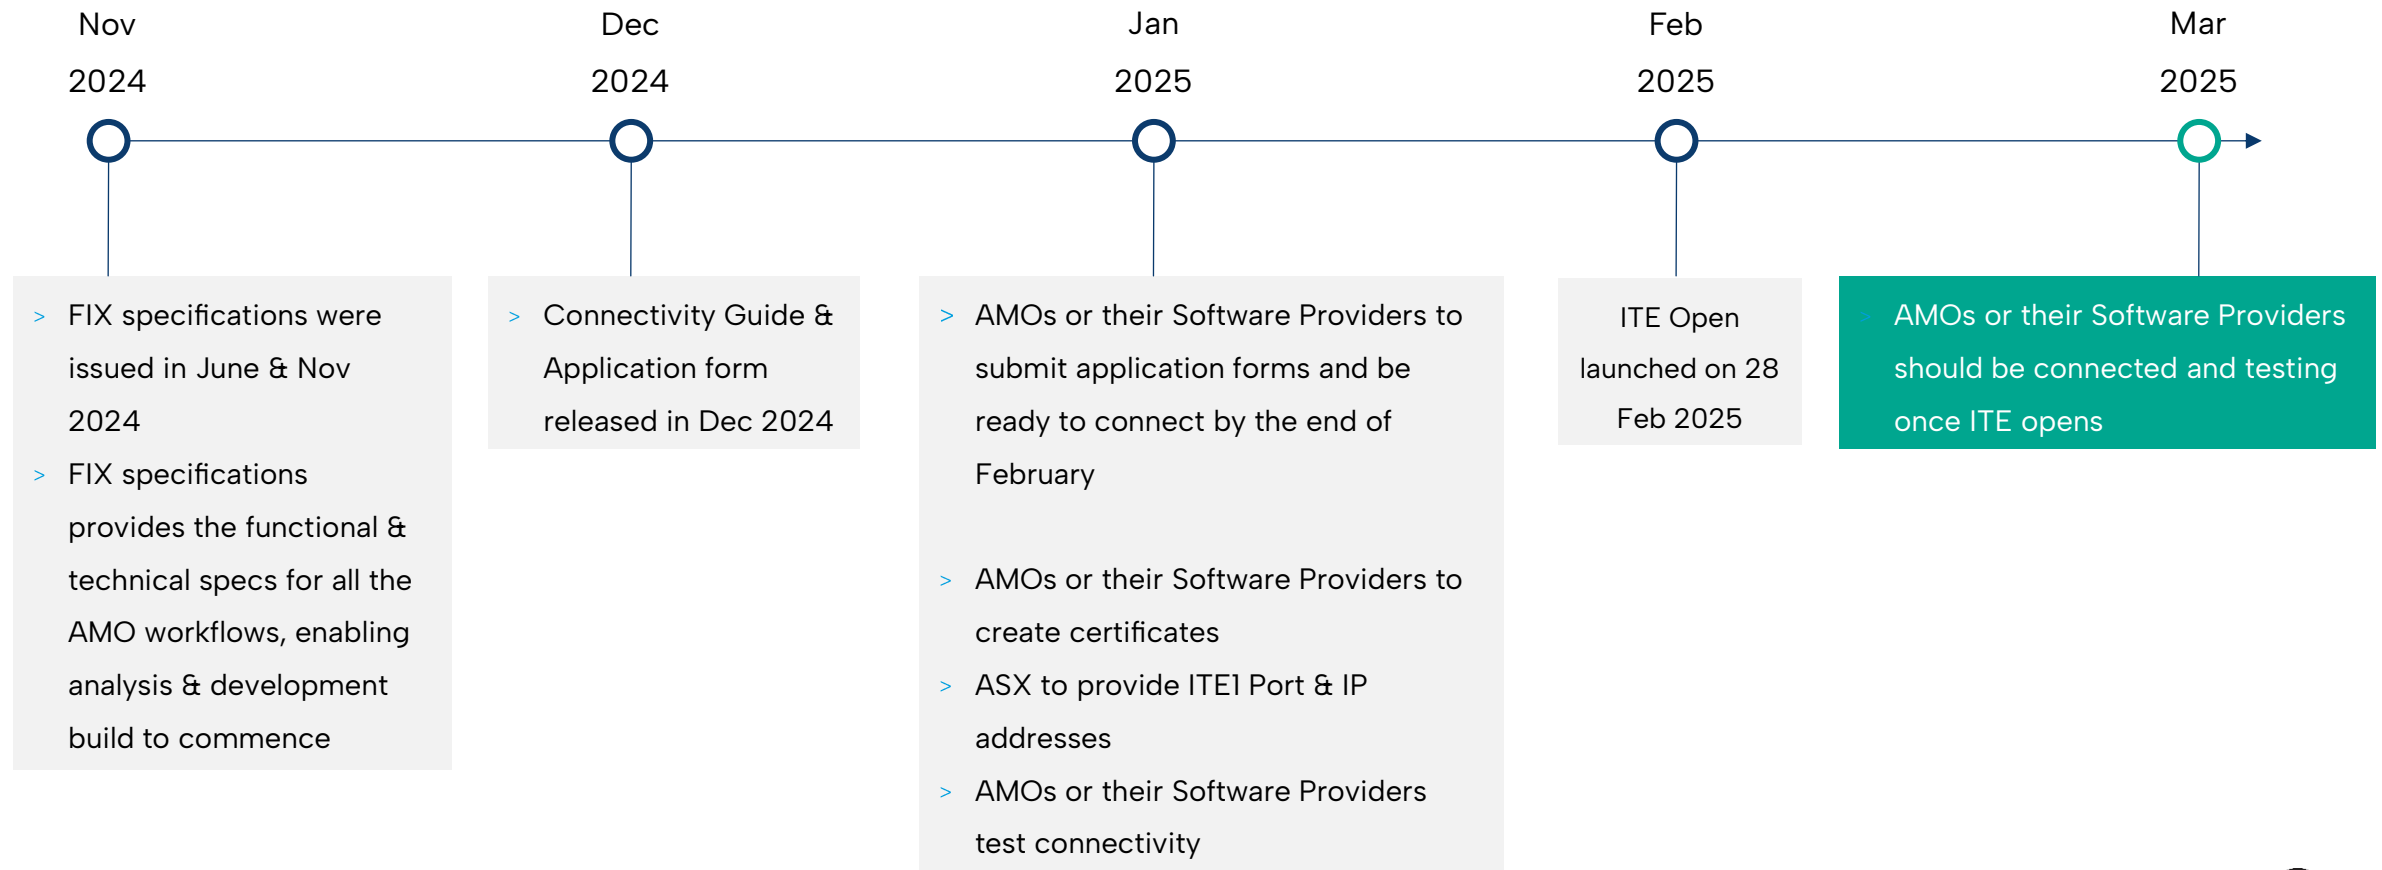 Nov
2024
Dec
2024
Jan
2025
Feb
2025
Mar
2025
> FIX specifications were
issued in June & Nov
2024
> FIX specifications
provides the functional &
technical specs for all the
AMO workflows, enabling
analysis & development
build to commence
> Connectivity Guide &
Application form
released in Dec 2024
> AMOs or their Software Providers to
submit application forms and be
ready to connect by the end of
February
> AMOs or their Software Providers to
create certificates
> ASX to provide ITE1 Port & IP
addresses
> AMOs or their Software Providers
test connectivity
ITE Open
launched on 28
Feb 2025
> AMOs or their Software Providers
should be connected and testing
once ITE opens